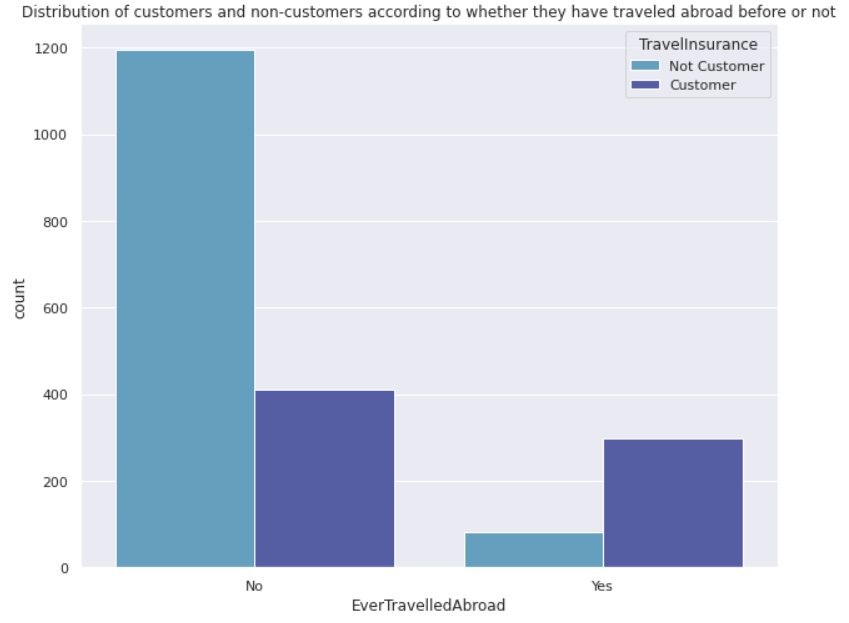 Distribution of customers and non-customers according to whether they have traveled abroad before or not
TravelInsurance
Not Customer
Customer
1200
1000
800
600
400
200
0
count
No
Yes
EverTravelledAbroad